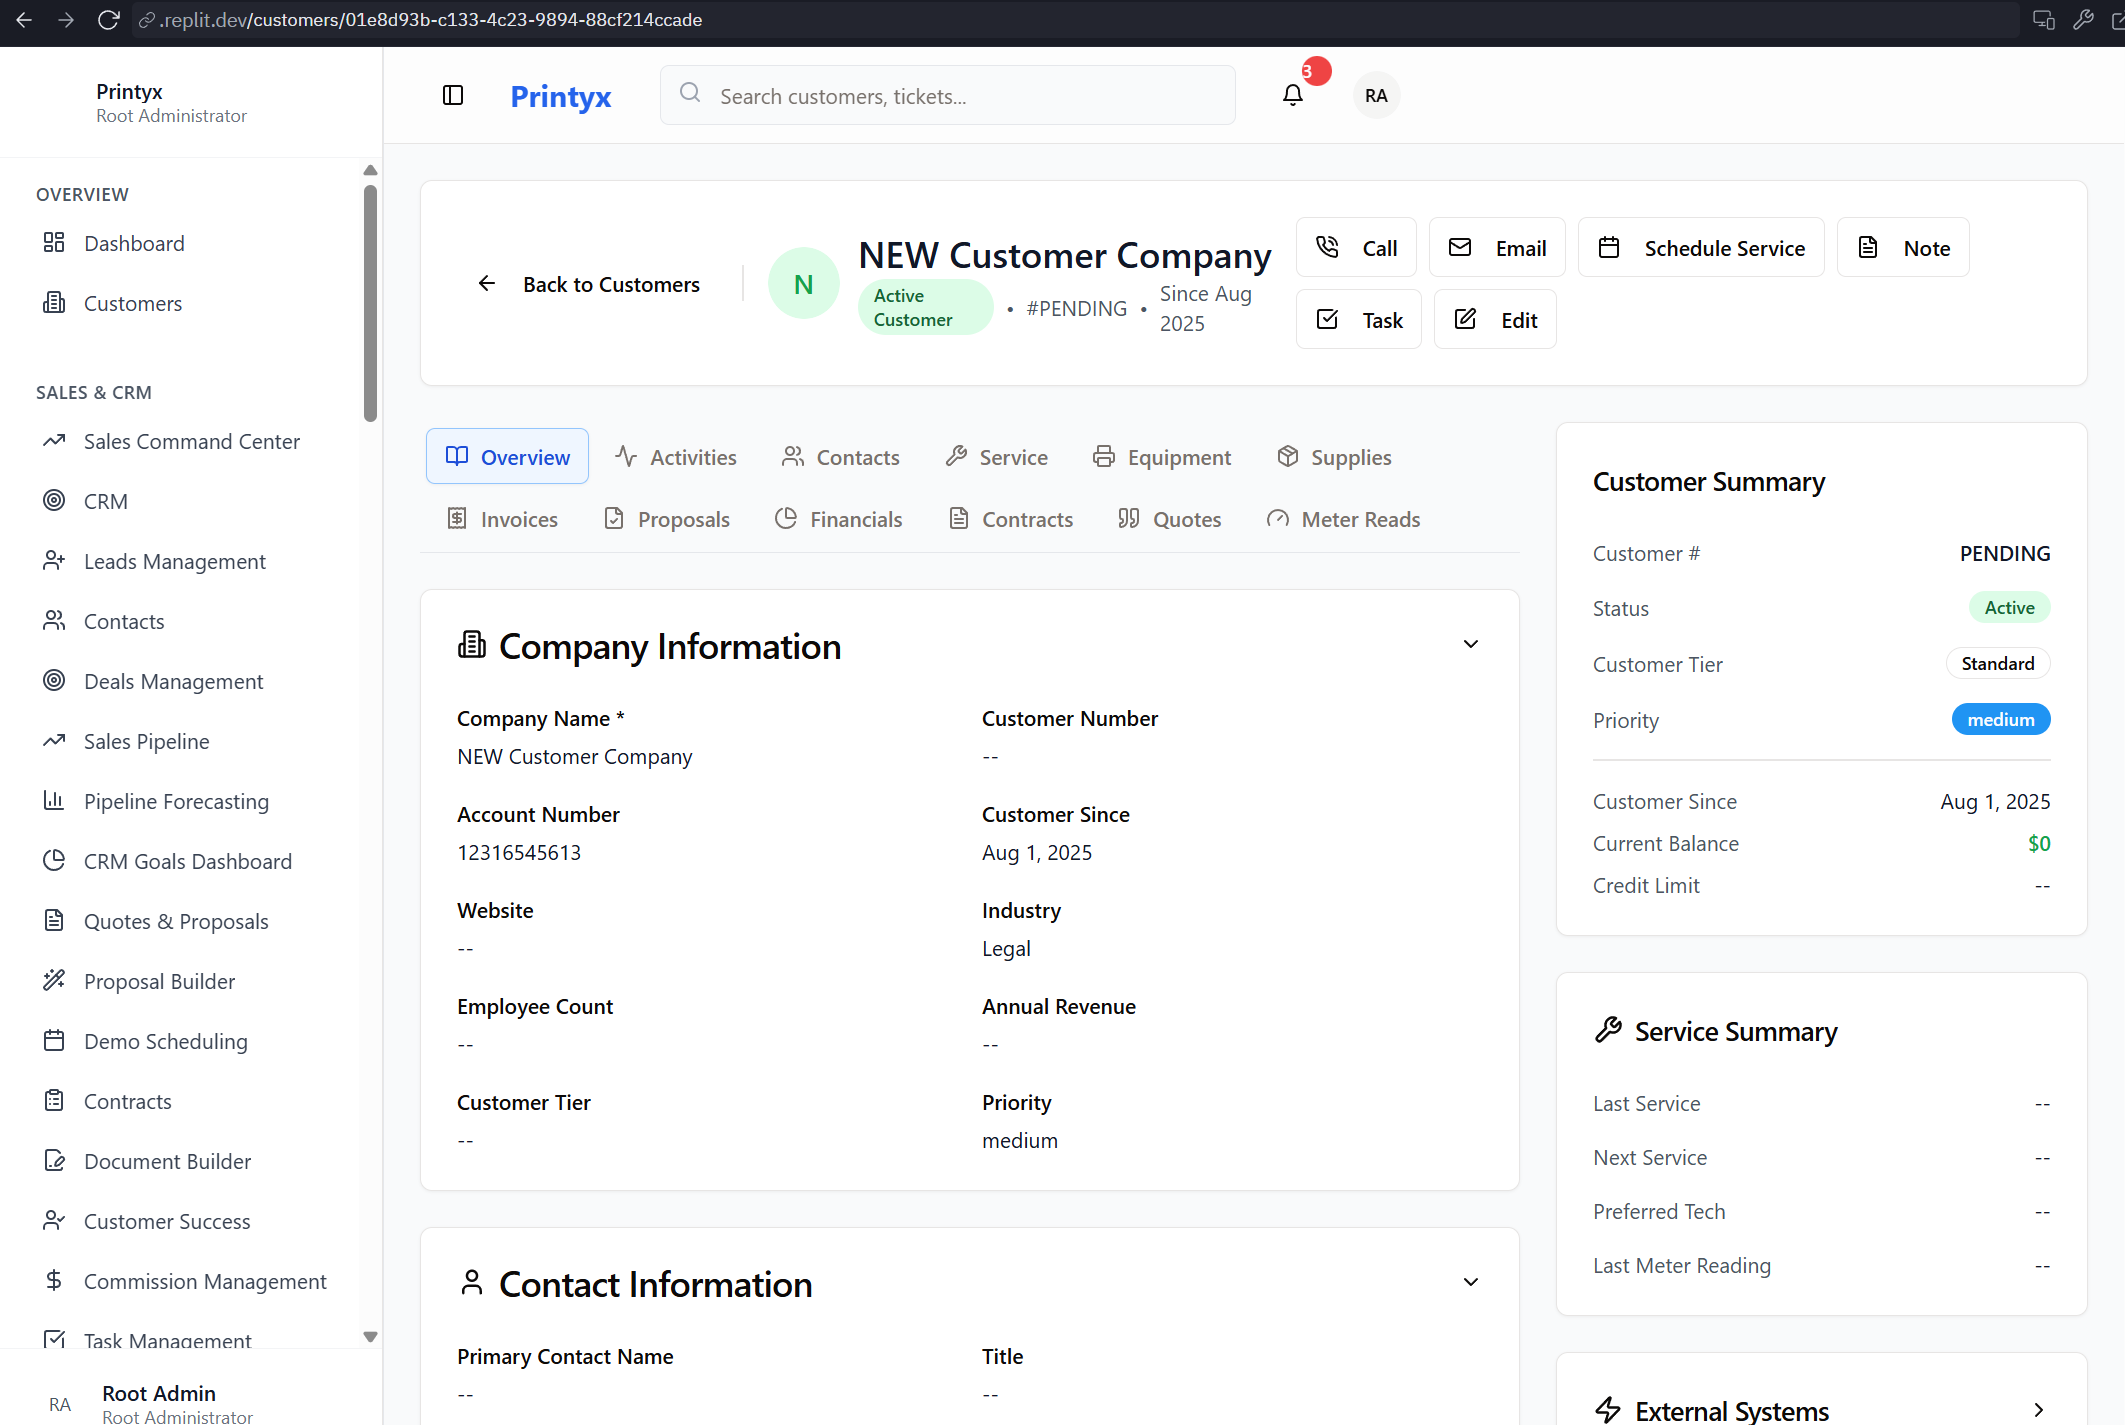 .replit.dev/customers/01e8d93b-c133-4c23-9894-88cf214ccade
Printyx
Root Administrator
Printyx
Search customers, tickets...
3
RA
OVERVIEW
Dashboard
Customers
SALES & CRM
Sales Command Center
CRM
Leads Management
Contacts
Deals Management
Sales Pipeline
Pipeline Forecasting
CRM Goals Dashboard
Quotes & Proposals
Proposal Builder
Demo Scheduling
Contracts
Document Builder
Customer Success
Commission Management
Task Management
RA
Root Admin
Root Administrator
Back to Customers
N
NEW Customer Company
Active
Customer
• #PENDING •
Since Aug
2025
Call
Email
Schedule Service
Note
Task
Edit
Overview
Activities
Contacts
Service
Equipment
Supplies
Invoices
Proposals
Financials
Contracts
Quotes
Meter Reads
Company Information
Company Name *
NEW Customer Company
Customer Number
--
Account Number
12316545613
Customer Since
Aug 1, 2025
Website
--
Industry
Legal
Employee Count
--
Annual Revenue
--
Customer Tier
--
Priority
medium
Contact Information
Primary Contact Name
--
Title
--
Customer Summary
Customer # PENDING
Status Active
Customer Tier Standard
Priority medium
Customer Since Aug 1, 2025
Current Balance $0
Credit Limit --
Service Summary
Last Service --
Next Service --
Preferred Tech --
Last Meter Reading --
External Systems